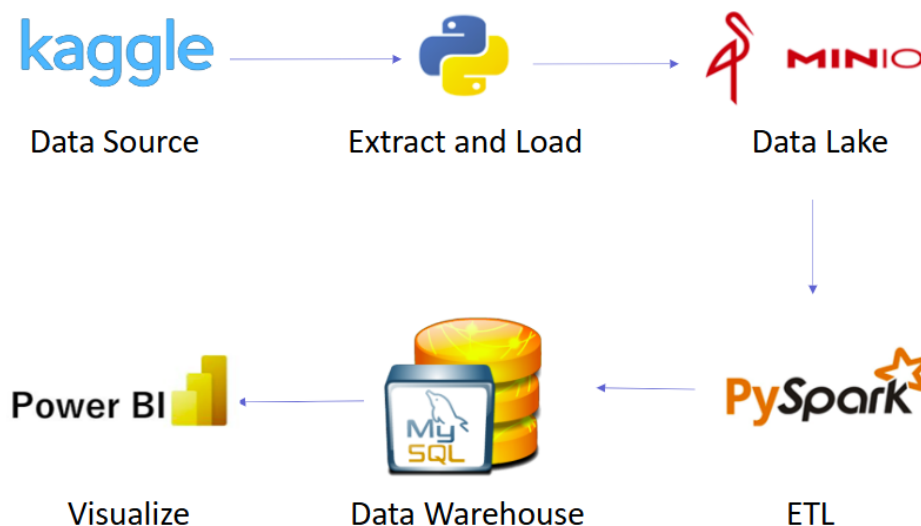 kaggle
MINIO
Data Source
Extract and Load
Data Lake
Power BI
My
SQL
PySpark
Visualize
Data Warehouse
ETL